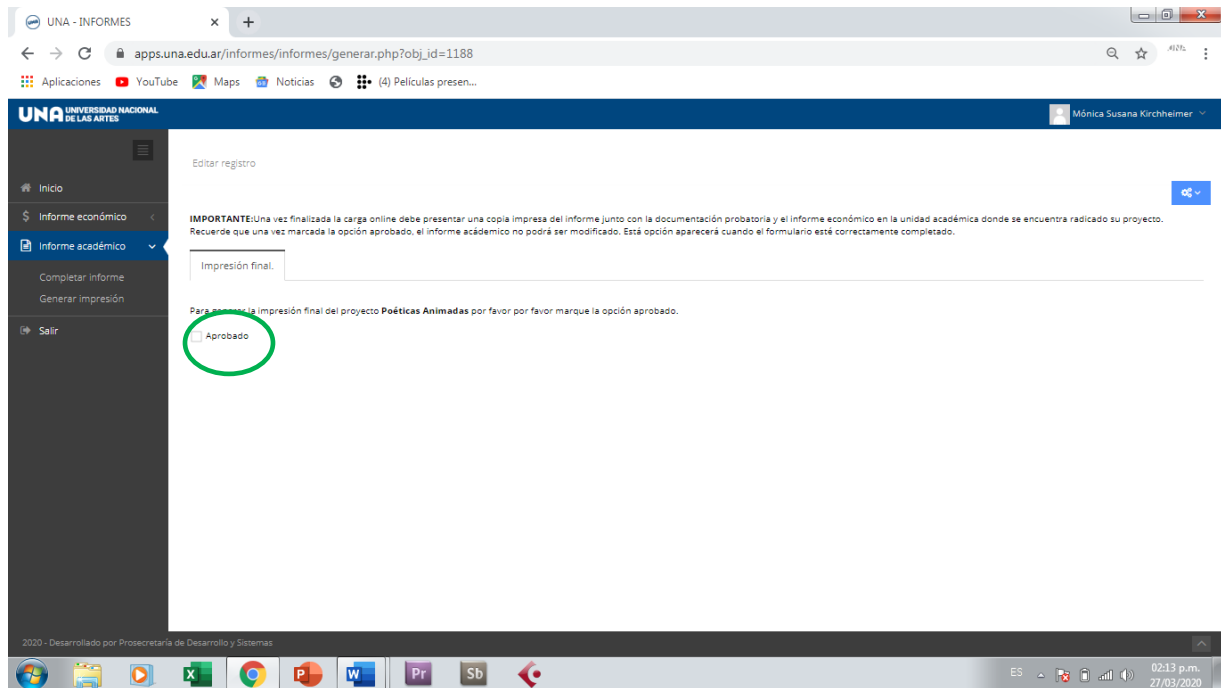 UNA - INFORMES
apps.una.edu.ar/informes/informes/generar.php?obj_id=1188
Aplicaciones YouTube Maps Noticias (4) Películas presen...
UNA UNIVERSIDAD NACIONAL
DE LAS ARTES
Mónica Susana Kirchheimer
Editar registro
Inicio
Informe económico
Informe académico
Completar informe
Generar impresión
Salir
IMPORTANTE:Una vez finalizada la carga online debe presentar una copia impresa del informe junto con la documentación probatoria y el informe económico en la unidad académica donde se encuentra radicado su proyecto.
Recuerde que una vez marcada la opción aprobado, el informe acádemico no podrá ser modificado. Está opción aparecerá cuando el formulario esté correctamente completado.
Impresión final.
Para generar la impresión final del proyecto Poéticas Animadas por favor por favor marque la opción aprobado.
Aprobado
2020 - Desarrollado por Prosecretaría de Desarrollo y Sistemas
Pr Sb
ES
02:13 p.m.
27/03/2020